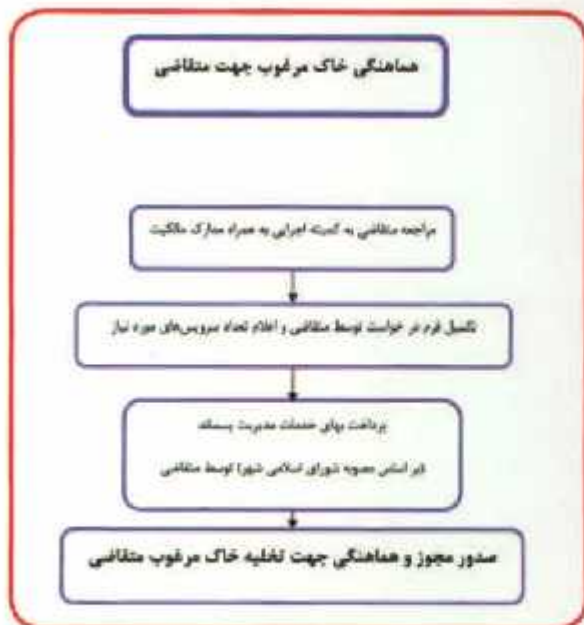 هماهنگی خاک مرغوب جهت متقاضی
مراجعه متقاضی به کمیته اجرایی به همراه مدارک مالکیت
تکمیل فرم در خواست توسط متقاضی و اعلام تعداد سرویس‌های مورد نیاز
پرداخت بهای خدمات مدیریت پسماند
(بر اساس مصوبه شورای اسلامی شهر) توسط متقاضی
صدور مجوز و هماهنگی جهت تخلیه خاک مرغوب متقاضی